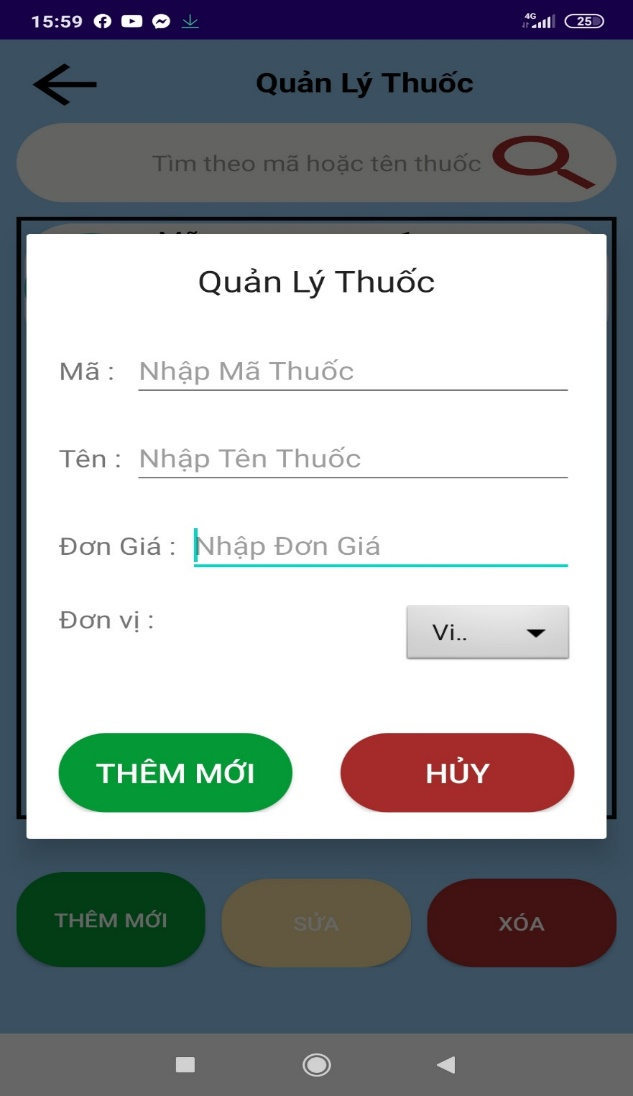 15:59 4G 25
Quản Lý Thuốc
Tìm theo mã hoặc tên thuốc
Quản Lý Thuốc
Mã : Nhập Mã Thuốc
Tên : Nhập Tên Thuốc
Đơn Giá : Nhập Đơn Giá
Đơn vị : Vi..
THÊM MỚI HỦY
THÊM MỚI SỬA XÓA